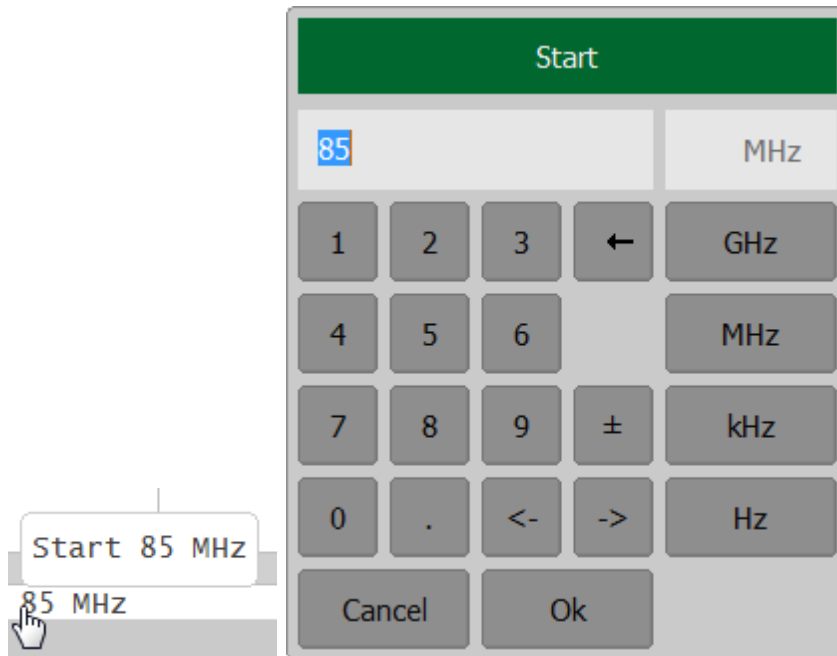 Start
85 MHz
1 2 3 ← GHz
4 5 6 MHz
7 8 9 ± kHz
0 . <- -> Hz
Cancel Ok
Start 85 MHz
85 MHz